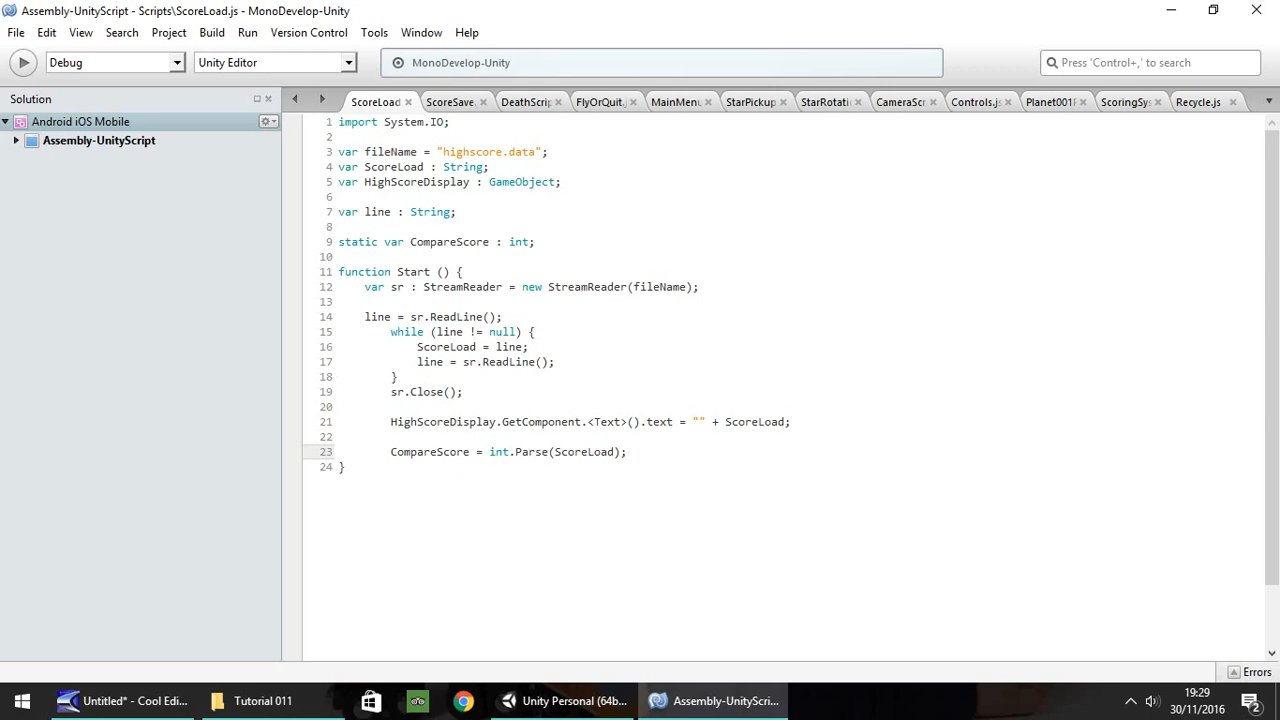 Assembly-UnityScript - Scripts\ScoreLoad.js - MonoDevelop-Unity
File Edit View Search Project Build Run Version Control Tools Window Help
Debug Unity Editor MonoDevelop-Unity Press 'Control+,' to search
Solution
ScoreLoad ScoreSave. DeathScrip FlyOrQuit. MainMenu StarPickup StarRotati CameraScr Controls.js Planet001 ScoringSys Recycle.js
Android iOS Mobile
Assembly-UnityScript
1 import System.IO;
2
3 var fileName = "highscore.data";
4 var ScoreLoad : String;
5 var HighScoreDisplay : GameObject;
6
7 var line : String;
8
9 static var CompareScore : int;
10
11 function Start () {
12 var sr : StreamReader = new StreamReader(fileName);
13
14 line = sr.ReadLine();
15 while (line != null) {
16 ScoreLoad = line;
17 line = sr.ReadLine();
18 }
19 sr.Close();
20
21 HighScoreDisplay.GetComponent.<Text>().text = "" + ScoreLoad;
22
23 CompareScore = int.Parse(ScoreLoad);
24 }
Errors
Untitled* - Cool Edi... Tutorial 011 Unity Personal (64b... Assembly-UnityScri...
19:29
30/11/2016
2